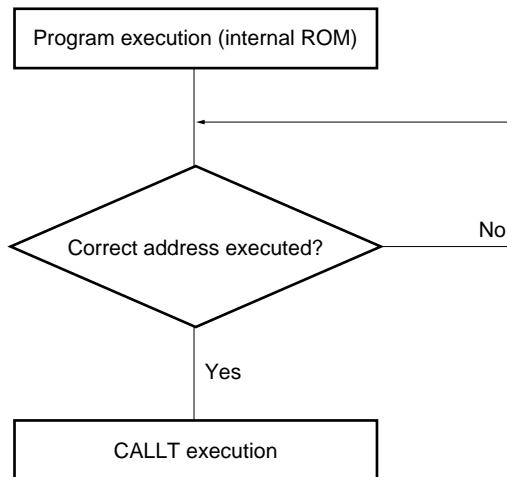 Program execution (internal ROM)
Correct address executed?
No
Yes
CALLT execution